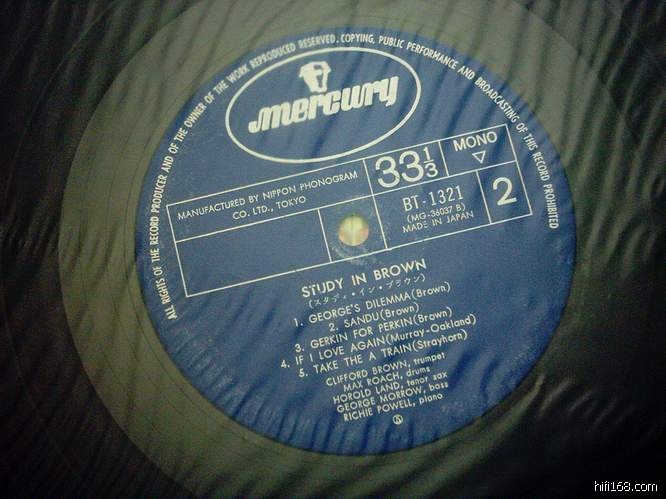 ALL RIGHTS OF THE RECORD PRODUCER AND OF THE OWNER OF THE WORK REPRODUCED RESERVED. COPYING, PUBLIC PERFORMANCE AND BROADCASTING OF THIS RECORD PROHIBITED
mercury
MANUFACTURED BY NIPPON PHONOGRAM
CO. LTD., TOKYO
33 1/3
MONO
▽
BT-1321
(MG-36037 B)
MADE IN JAPAN
2
STUDY IN BROWN
(スタディ・イン・ブラウン)
1. GEORGE'S DILEMMA(Brown)
2. SANDU(Brown)
3. GERKIN FOR PERKIN(Brown)
4. IF I LOVE AGAIN(Murray-Oakland)
5. TAKE THE A TRAIN(Strayhorn)
CLIFFORD BROWN, trumpet
MAX ROACH, drums
HOROLD LAND, tenor sax
GEORGE MORROW, bass
RICHIE POWELL, piano
hifi168.com